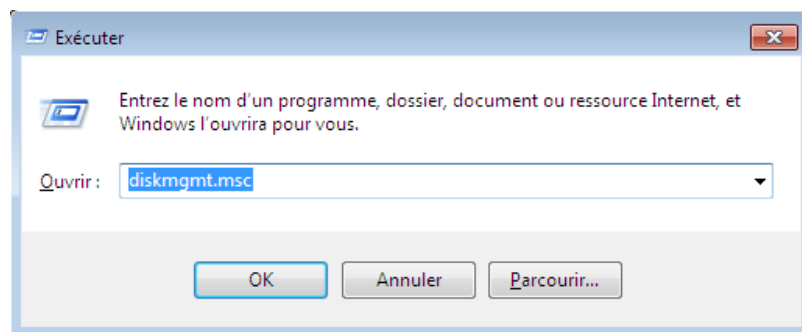 Exécuter
Entrez le nom d'un programme, dossier, document ou ressource Internet, et
Windows l'ouvrira pour vous.
Ouvrir : diskmgmt.msc
OK Annuler Parcourir...